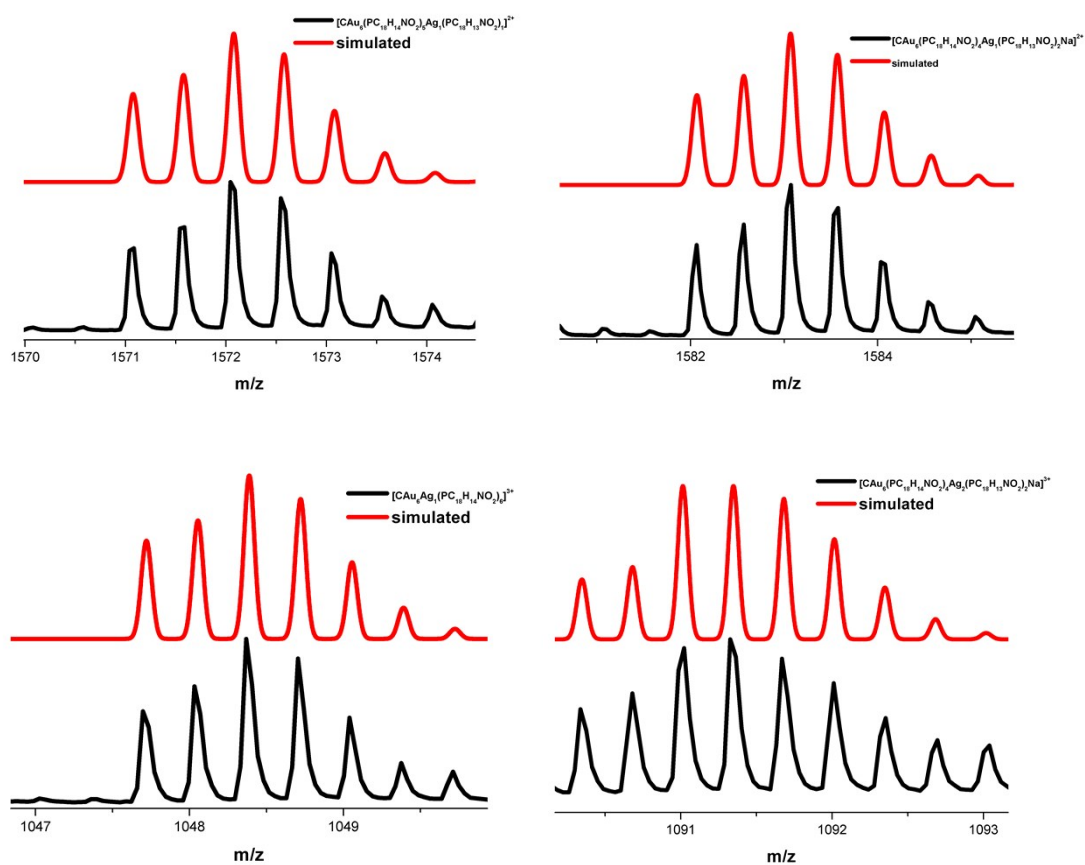 [CAu₆(PC₁₈H₁₄NO₂)₅Ag₁(PC₁₈H₁₃NO₂)₁]²⁺
simulated
1570 1571 1572 1573 1574
m/z
[CAu₆(PC₁₈H₁₄NO₂)₄Ag₁(PC₁₈H₁₃NO₂)₂Na]²⁺
simulated
1582 1584
m/z
[CAu₆Ag₁(PC₁₈H₁₄NO₂)₆]³⁺
simulated
1047 1048 1049
m/z
[CAu₆(PC₁₈H₁₄NO₂)₄Ag₂(PC₁₈H₁₃NO₂)₂Na]³⁺
simulated
1091 1092 1093
m/z